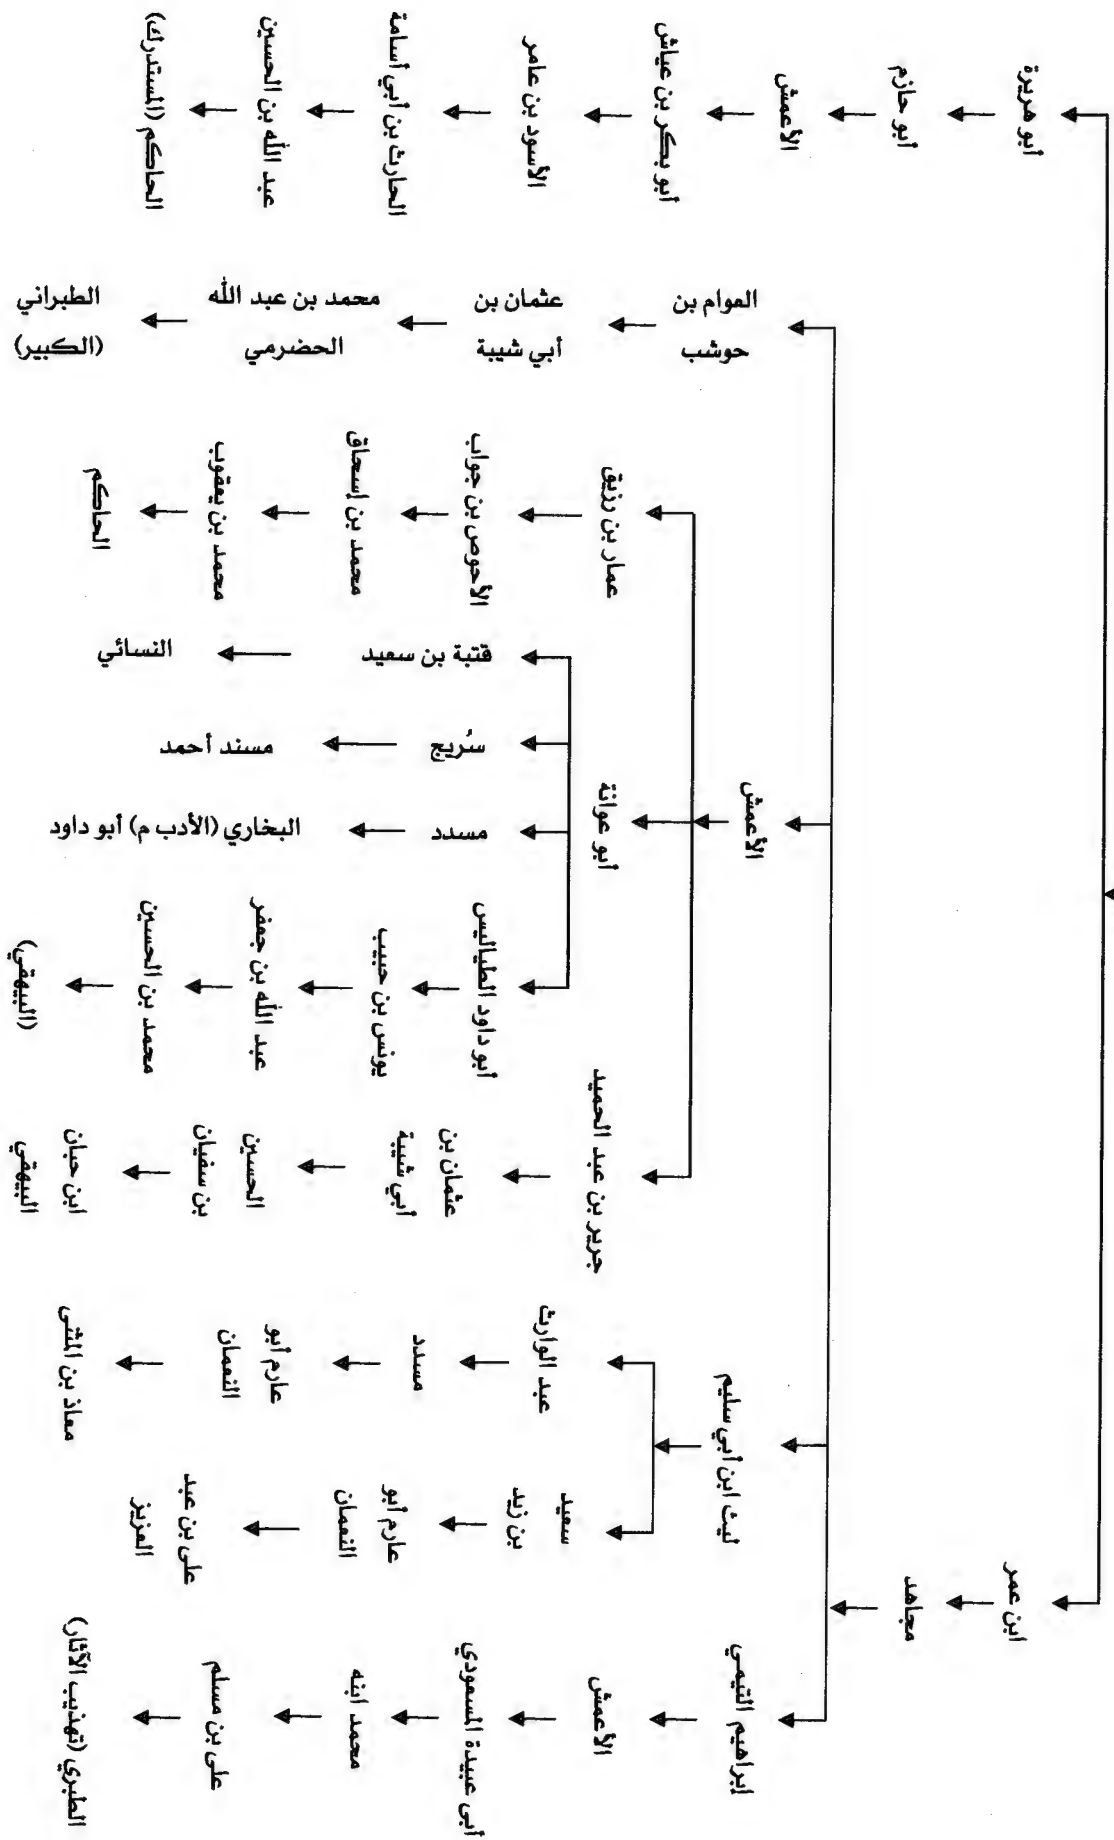 أبو هريرة
أبو حازم
الأعمش
أبو بكر بن عياش
الأسود بن عامر
الحارث بن أبي أسامة
عبد الله بن الحسين
الحاكم (المستدرك)
العوام بن
حوشب
عثمان بن
أبي شيبة
محمد بن عبد الله
الحضرمي
الطبراني
(الكبير)
عمار بن رزيق
الأحوص بن جواب
محمد بن إسحاق
محمد بن يعقوب
الحاكم
قتبة بن سعيد
النسائي
سُريج
مسند أحمد
الأعمش
أبو عوانة
مسدد
البخاري (الأدب م) أبو داود
أبو داود الطياليس
يونس بن حبيب
عبد الله بن جعفر
محمد بن الحسين
(البيهقي)
جرير بن عبد الحميد
عثمان بن
أبي شيبة
الحسين
بن سفيان
ابن حبان
البيهقي
ليث ابن أبي سليم
عبد الوارث
مسدد
عارم أبو
النعمان
معاذ بن المثنى
سعيد
بن زيد
عارم أبو
النعمان
على بن عبد
العزيز
ابن عمر
مجاهد
إبراهيم التيمي
الأعمش
أبى عبيدة المسعودي
محمد ابنه
على بن مسلم
الطبري (تهذيب الآثار)